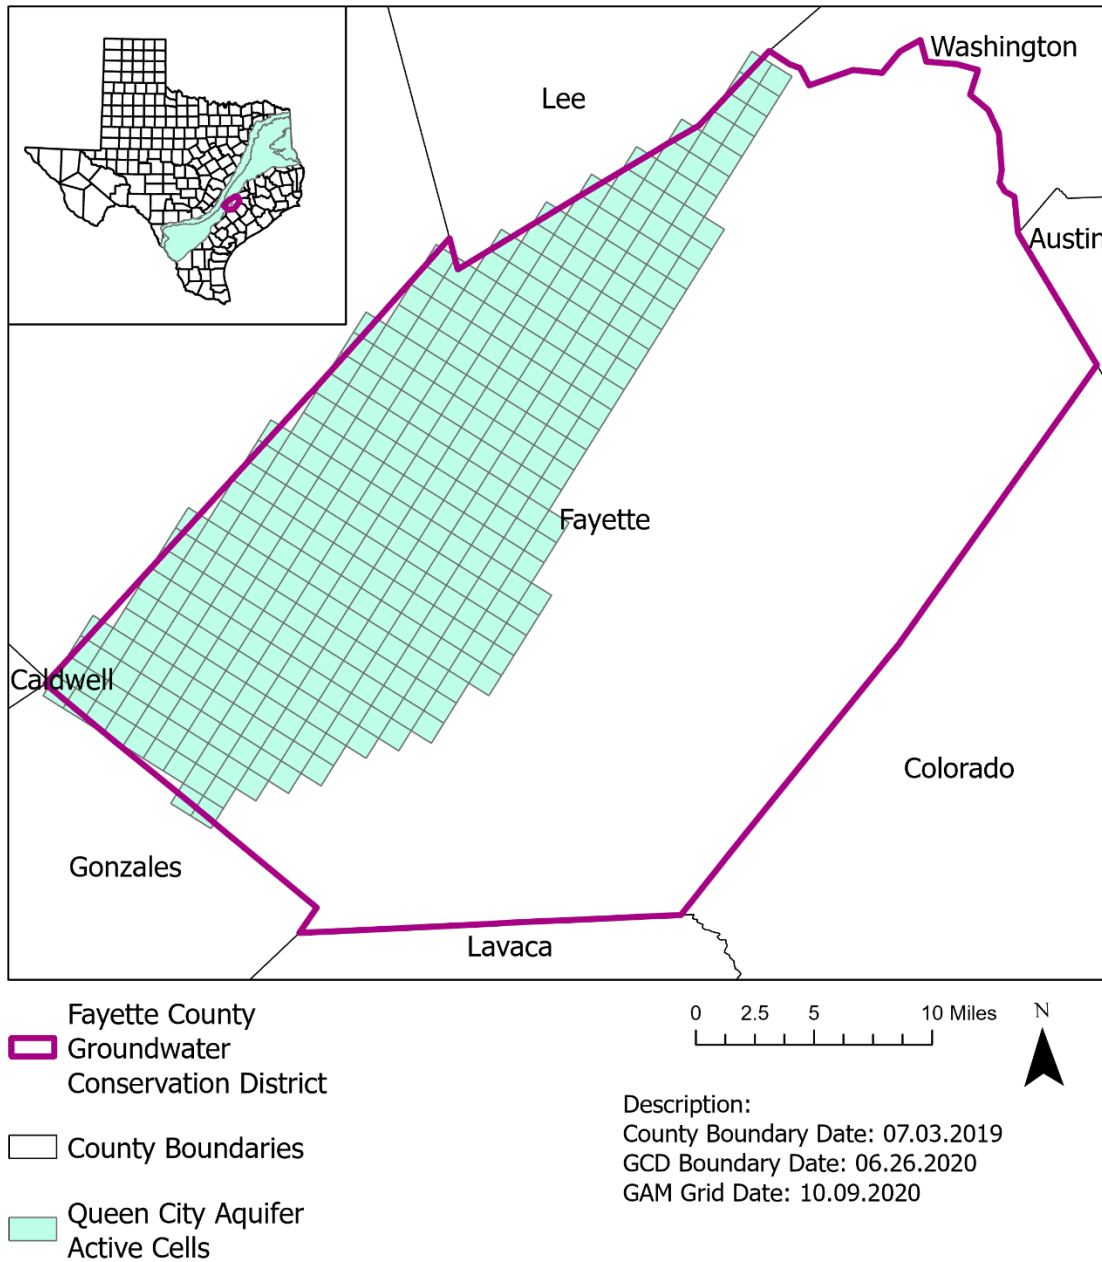 Washington
Lee
Austin
Fayette
Caldwell
Colorado
Gonzales
Lavaca
Fayette County
Groundwater
Conservation District
County Boundaries
Queen City Aquifer
Active Cells
0 2.5 5 10 Miles
N
Description:
County Boundary Date: 07.03.2019
GCD Boundary Date: 06.26.2020
GAM Grid Date: 10.09.2020